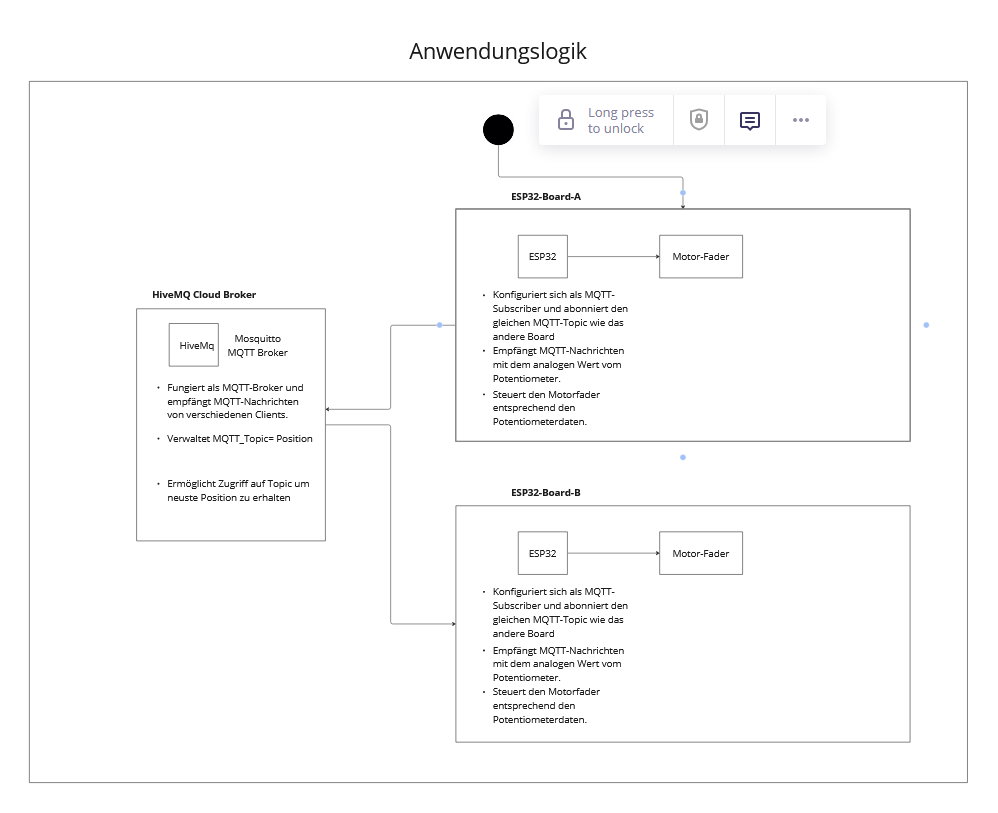 Anwendungslogik
Long press
to unlock
ESP32-Board-A
ESP32
Motor-Fader
Konfiguriert sich als MQTT-
Subscriber und abonniert den
gleichen MQTT-Topic wie das
andere Board
Empfängt MQTT-Nachrichten
mit dem analogen Wert vom
Potentiometer.
Steuert den Motorfader
entsprechend den
Potentiometerdaten.
HiveMQ Cloud Broker
HiveMq
Mosquitto
MQTT Broker
Fungiert als MQTT-Broker und
empfängt MQTT-Nachrichten
von verschiedenen Clients.
Verwaltet MQTT_Topic= Position
Ermöglicht Zugriff auf Topic um
neuste Position zu erhalten
ESP32-Board-B
ESP32
Motor-Fader
Konfiguriert sich als MQTT-
Subscriber und abonniert den
gleichen MQTT-Topic wie das
andere Board
Empfängt MQTT-Nachrichten
mit dem analogen Wert vom
Potentiometer.
Steuert den Motorfader
entsprechend den
Potentiometerdaten.